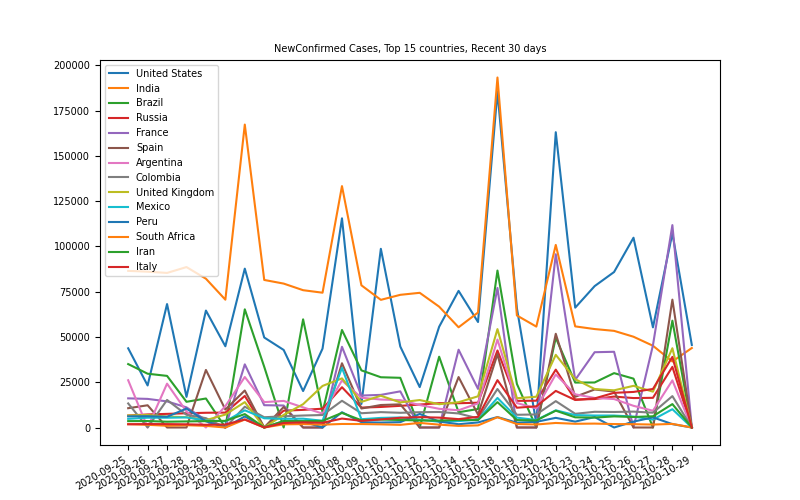 NewConfirmed Cases, Top 15 countries, Recent 30 days
200000
175000
150000
125000
100000
75000
50000
25000
0
United States
India
Brazil
Russia
France
Spain
Argentina
Colombia
United Kingdom
Mexico
Peru
South Africa
Iran
Italy
2020-09-25
2020-09-26
2020-09-27
2020-09-28
2020-09-29
2020-09-30
2020-10-02
2020-10-03
2020-10-04
2020-10-05
2020-10-06
2020-10-08
2020-10-09
2020-10-10
2020-10-11
2020-10-12
2020-10-13
2020-10-14
2020-10-15
2020-10-18
2020-10-19
2020-10-20
2020-10-22
2020-10-23
2020-10-24
2020-10-25
2020-10-26
2020-10-27
2020-10-28
2020-10-29